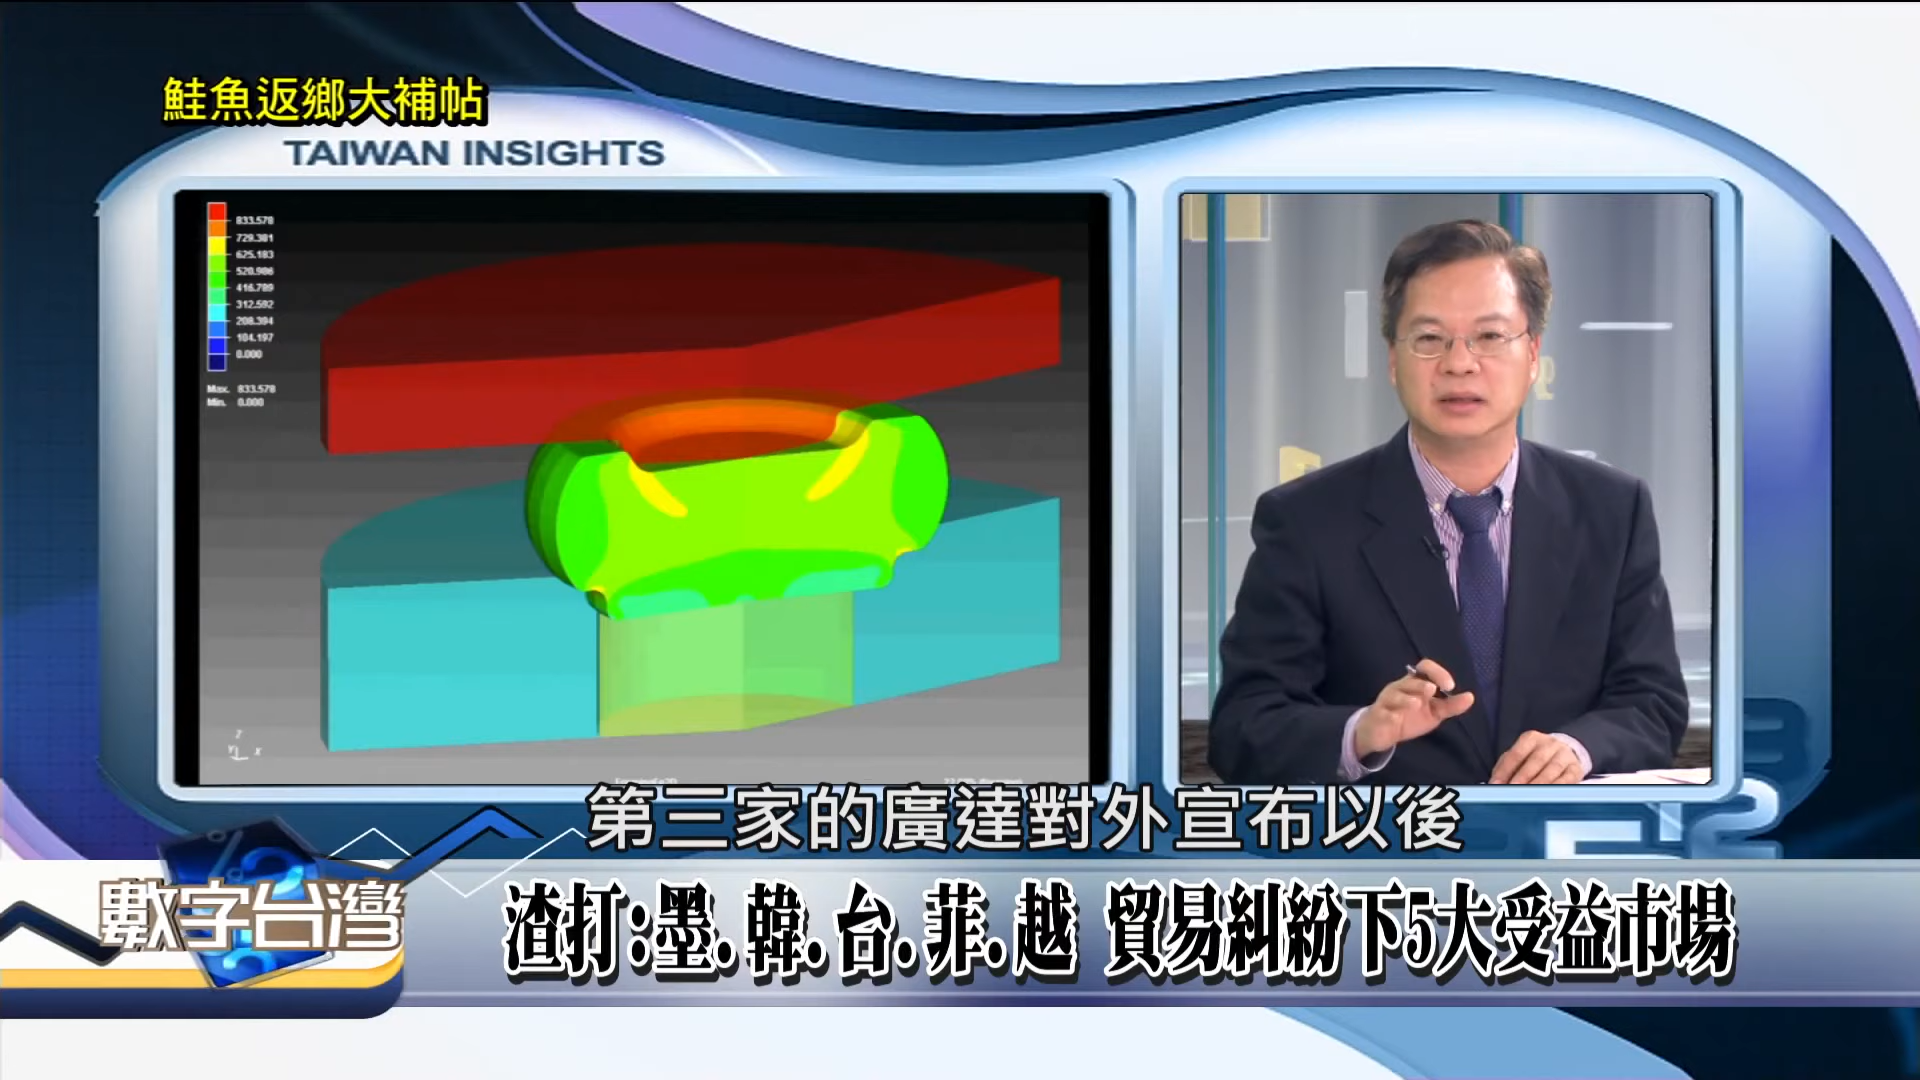 鮭魚返鄉大補帖
TAIWAN INSIGHTS
833.578
729.381
625.183
520.986
416.789
312.592
208.394
104.197
0.000
Max. 833.578
Min. 0.000
Z
Y X
第三家的廣達對外宣布以後
數字台灣
渣打:墨.韓.台.菲.越 貿易糾紛下5大受益市場